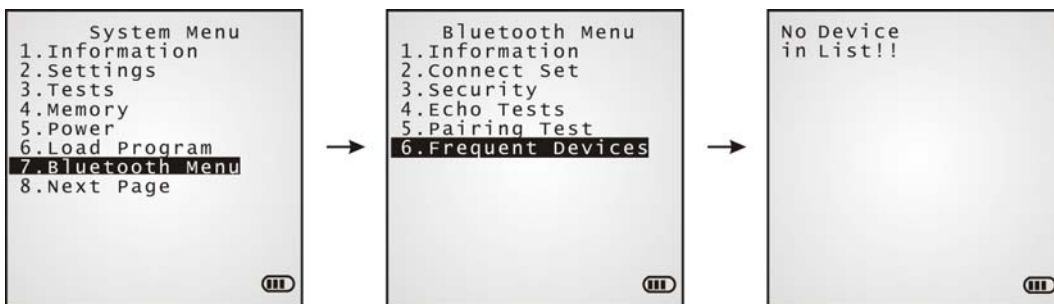 System Menu
1.Information
2.Settings
3.Tests
4.Memory
5.Power
6.Load Program
7.Bluetooth Menu
8.Next Page
Bluetooth Menu
1.Information
2.Connect Set
3.Security
4.Echo Tests
5.Pairing Test
6.Frequent Devices
No Device
in List!!